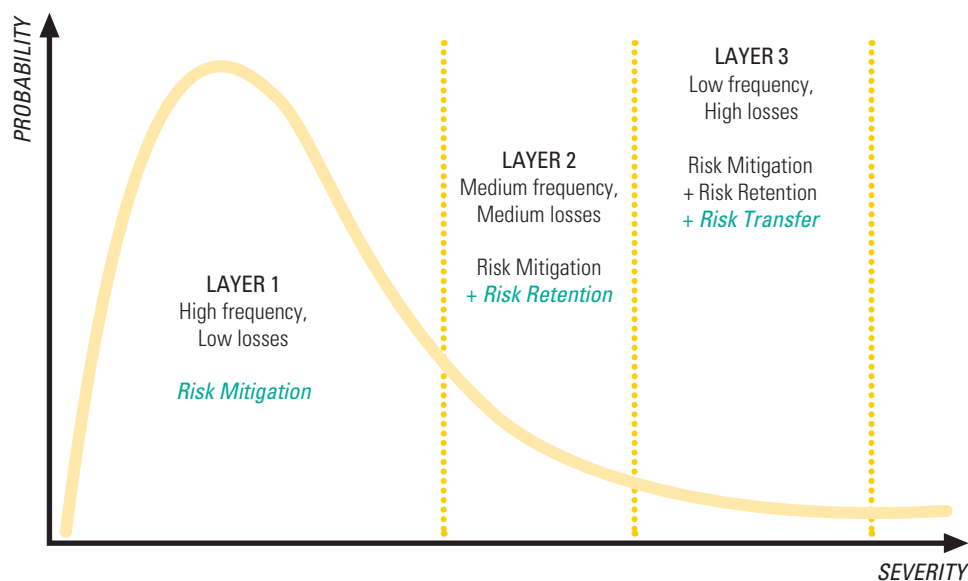 PROBABILITY
LAYER 1
High frequency,
Low losses
Risk Mitigation
LAYER 2
Medium frequency,
Medium losses
Risk Mitigation
+ Risk Retention
LAYER 3
Low frequency,
High losses
Risk Mitigation
+ Risk Retention
+ Risk Transfer
SEVERITY